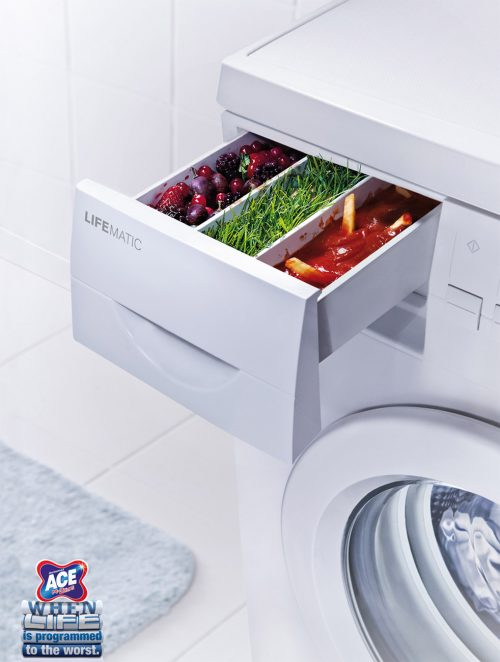 LIFEMATIC
ACE
WHEN
LIFE
is programmed
to the worst.